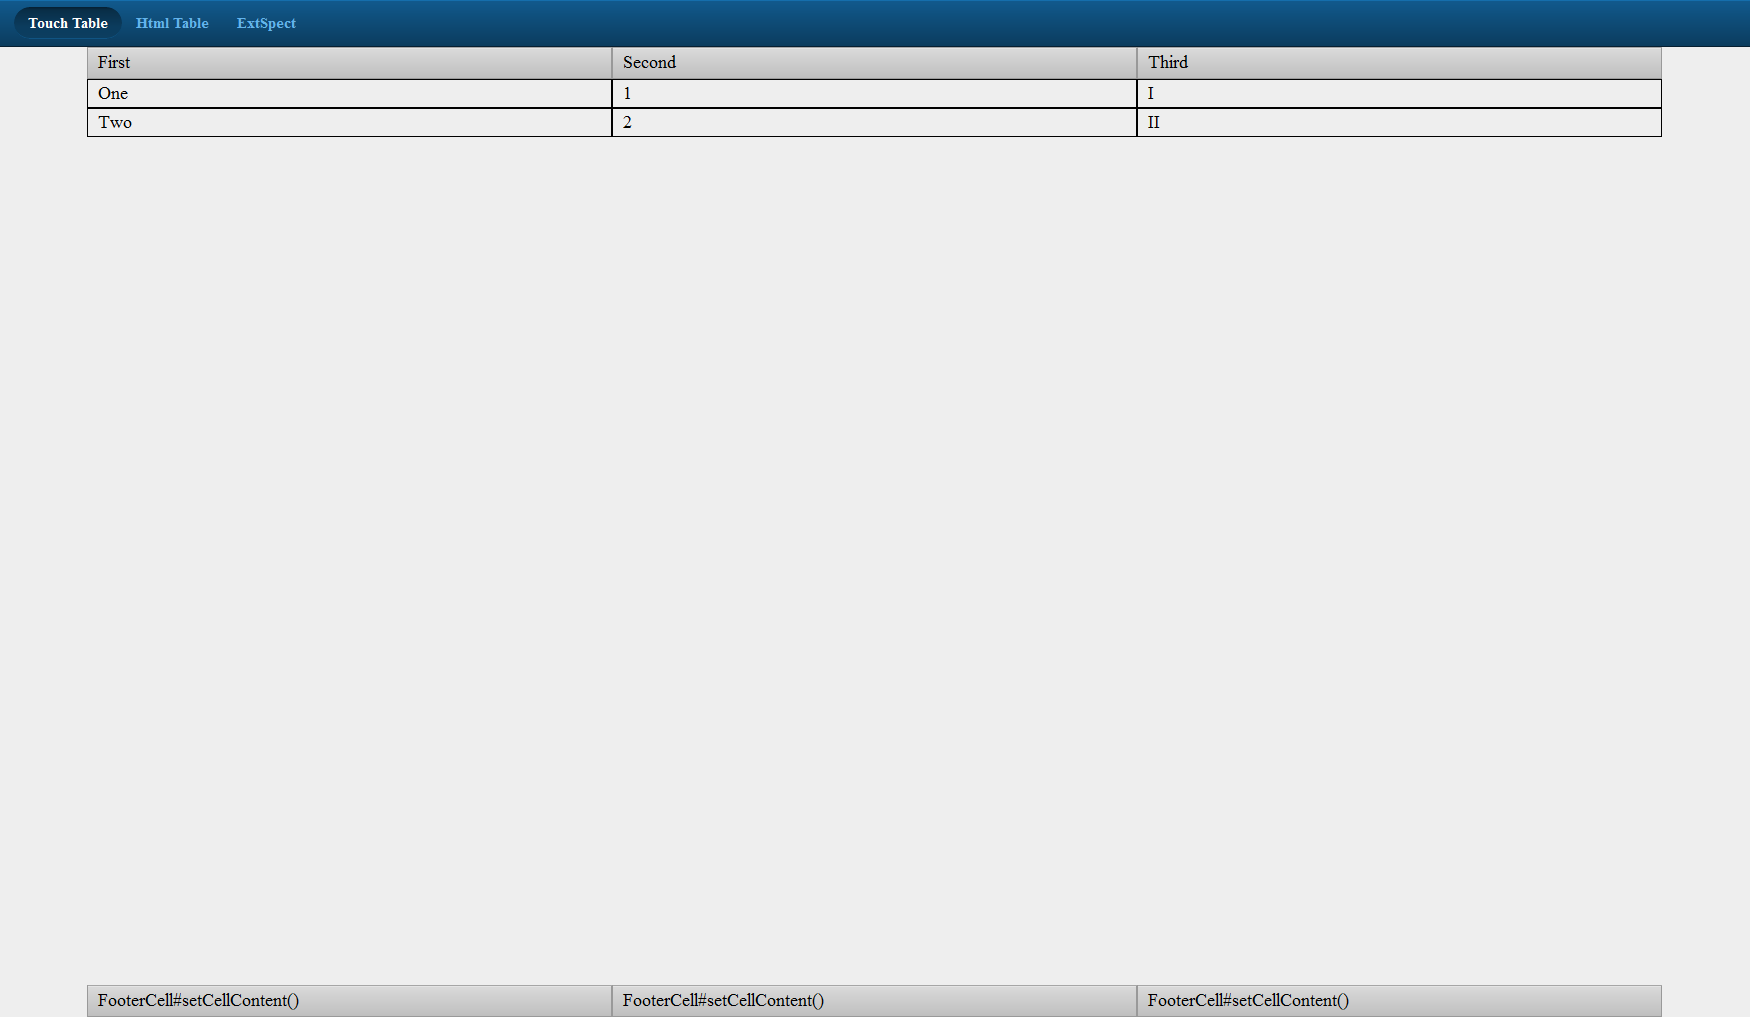 Touch Table Html Table ExtSpect
First Second Third
One 1 I
Two 2 II
FooterCell#setCellContent() FooterCell#setCellContent() FooterCell#setCellContent()